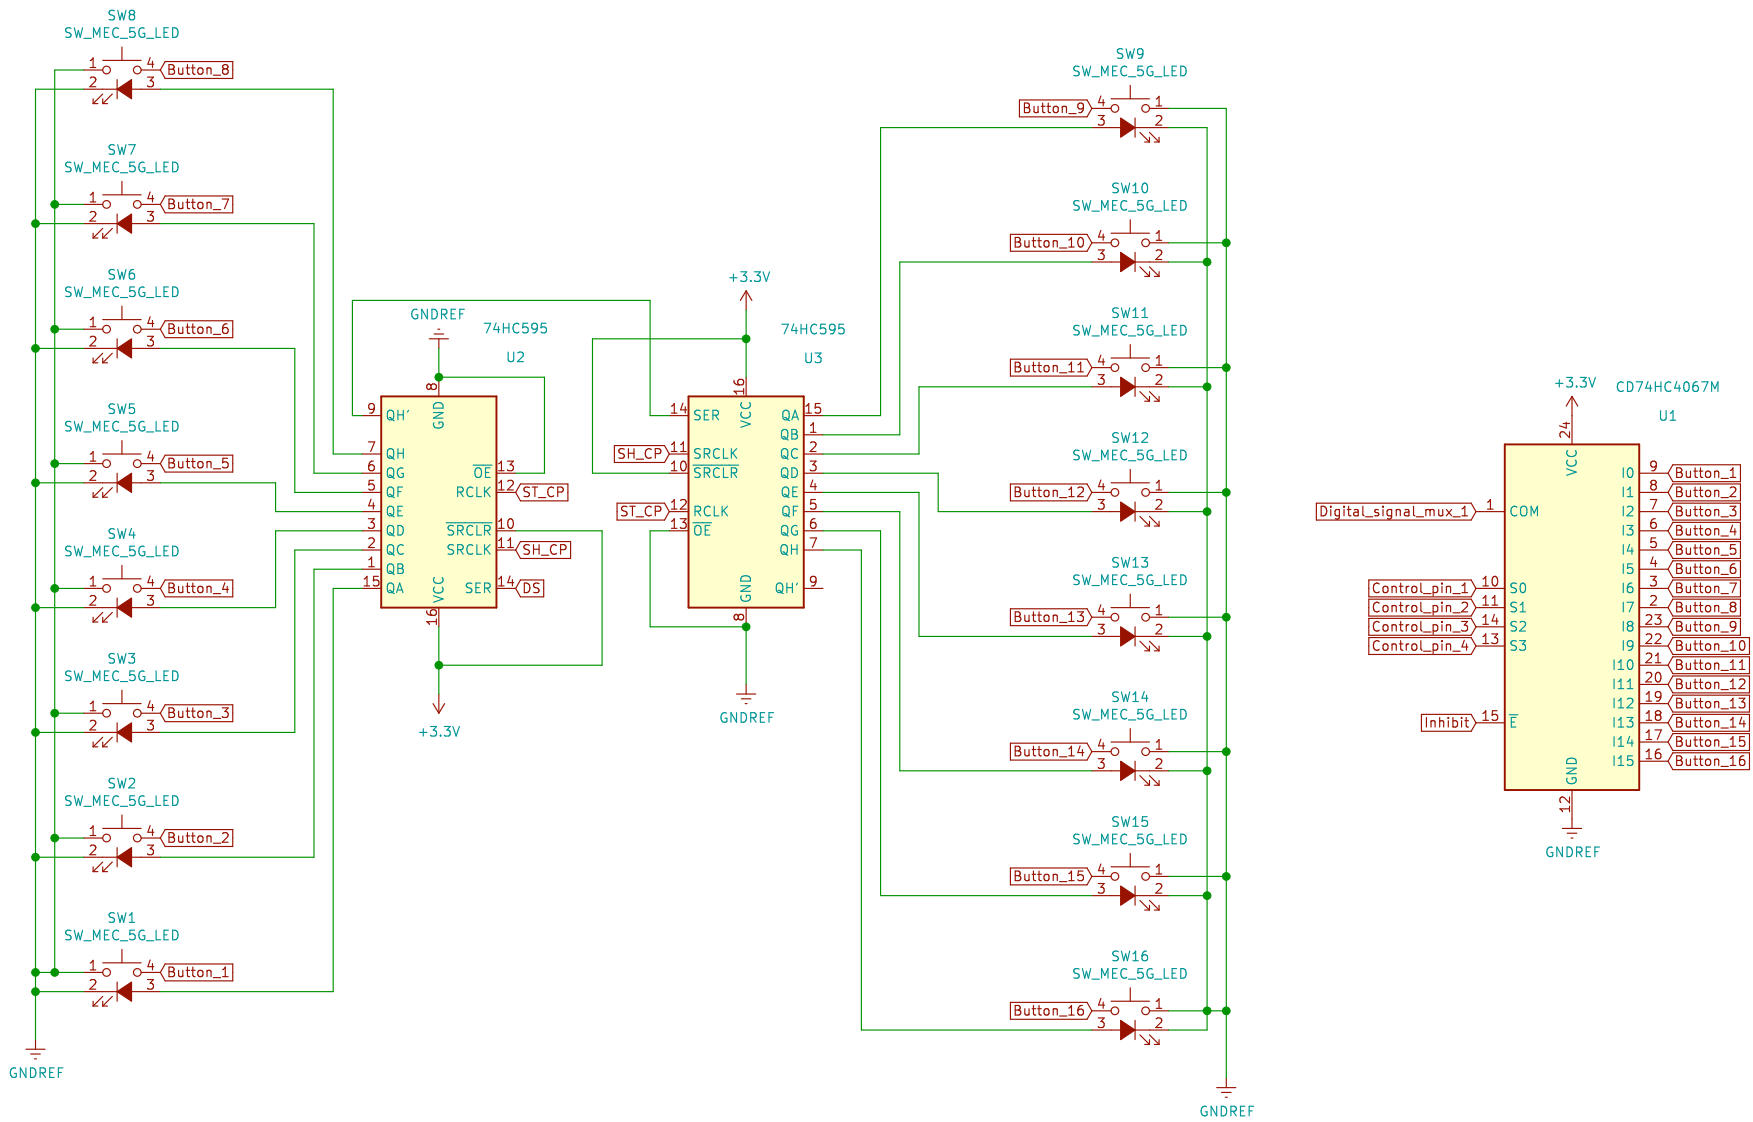 SW8
SW_MEC_5G_LED
1 4 Button_8
2 3
SW7
SW_MEC_5G_LED
1 4 Button_7
2 3
SW6
SW_MEC_5G_LED
1 4 Button_6
2 3
SW5
SW_MEC_5G_LED
1 4 Button_5
2 3
SW4
SW_MEC_5G_LED
1 4 Button_4
2 3
SW3
SW_MEC_5G_LED
1 4 Button_3
2 3
SW2
SW_MEC_5G_LED
1 4 Button_2
2 3
SW1
SW_MEC_5G_LED
1 4 Button_1
2 3
GNDREF
GNDREF
74HC595
U2
8
GND
9 QH'
7 QH
6 QG
5 QF
4 QE
3 QD
2 QC
1 QB
15 QA
OE 13
RCLK 12 ST_CP
SRCLR 10
SRCLK 11 SH_CP
SER 14 DS
VCC
16
+3.3V
+3.3V
74HC595
U3
16
VCC
14 SER
SH_CP 11 SRCLK
10 SRCLR
ST_CP 12 RCLK
13 OE
QA 15
QB 1
QC 2
QD 3
QE 4
QF 5
QG 6
QH 7
QH' 9
GND
8
GNDREF
SW9
SW_MEC_5G_LED
Button_9 4 1
3 2
SW10
SW_MEC_5G_LED
Button_10 4 1
3 2
SW11
SW_MEC_5G_LED
Button_11 4 1
3 2
SW12
SW_MEC_5G_LED
Button_12 4 1
3 2
SW13
SW_MEC_5G_LED
Button_13 4 1
3 2
SW14
SW_MEC_5G_LED
Button_14 4 1
3 2
SW15
SW_MEC_5G_LED
Button_15 4 1
3 2
SW16
SW_MEC_5G_LED
Button_16 4 1
3 2
GNDREF
+3.3V
CD74HC4067M
U1
24
VCC
Digital_signal_mux_1 1 COM
Control_pin_1 10 S0
Control_pin_2 11 S1
Control_pin_3 14 S2
Control_pin_4 13 S3
Inhibit 15 E
I0 9 Button_1
I1 8 Button_2
I2 7 Button_3
I3 6 Button_4
I4 5 Button_5
I5 4 Button_6
I6 3 Button_7
I7 2 Button_8
I8 23 Button_9
I9 22 Button_10
I10 21 Button_11
I11 20 Button_12
I12 19 Button_13
I13 18 Button_14
I14 17 Button_15
I15 16 Button_16
GND
12
GNDREF